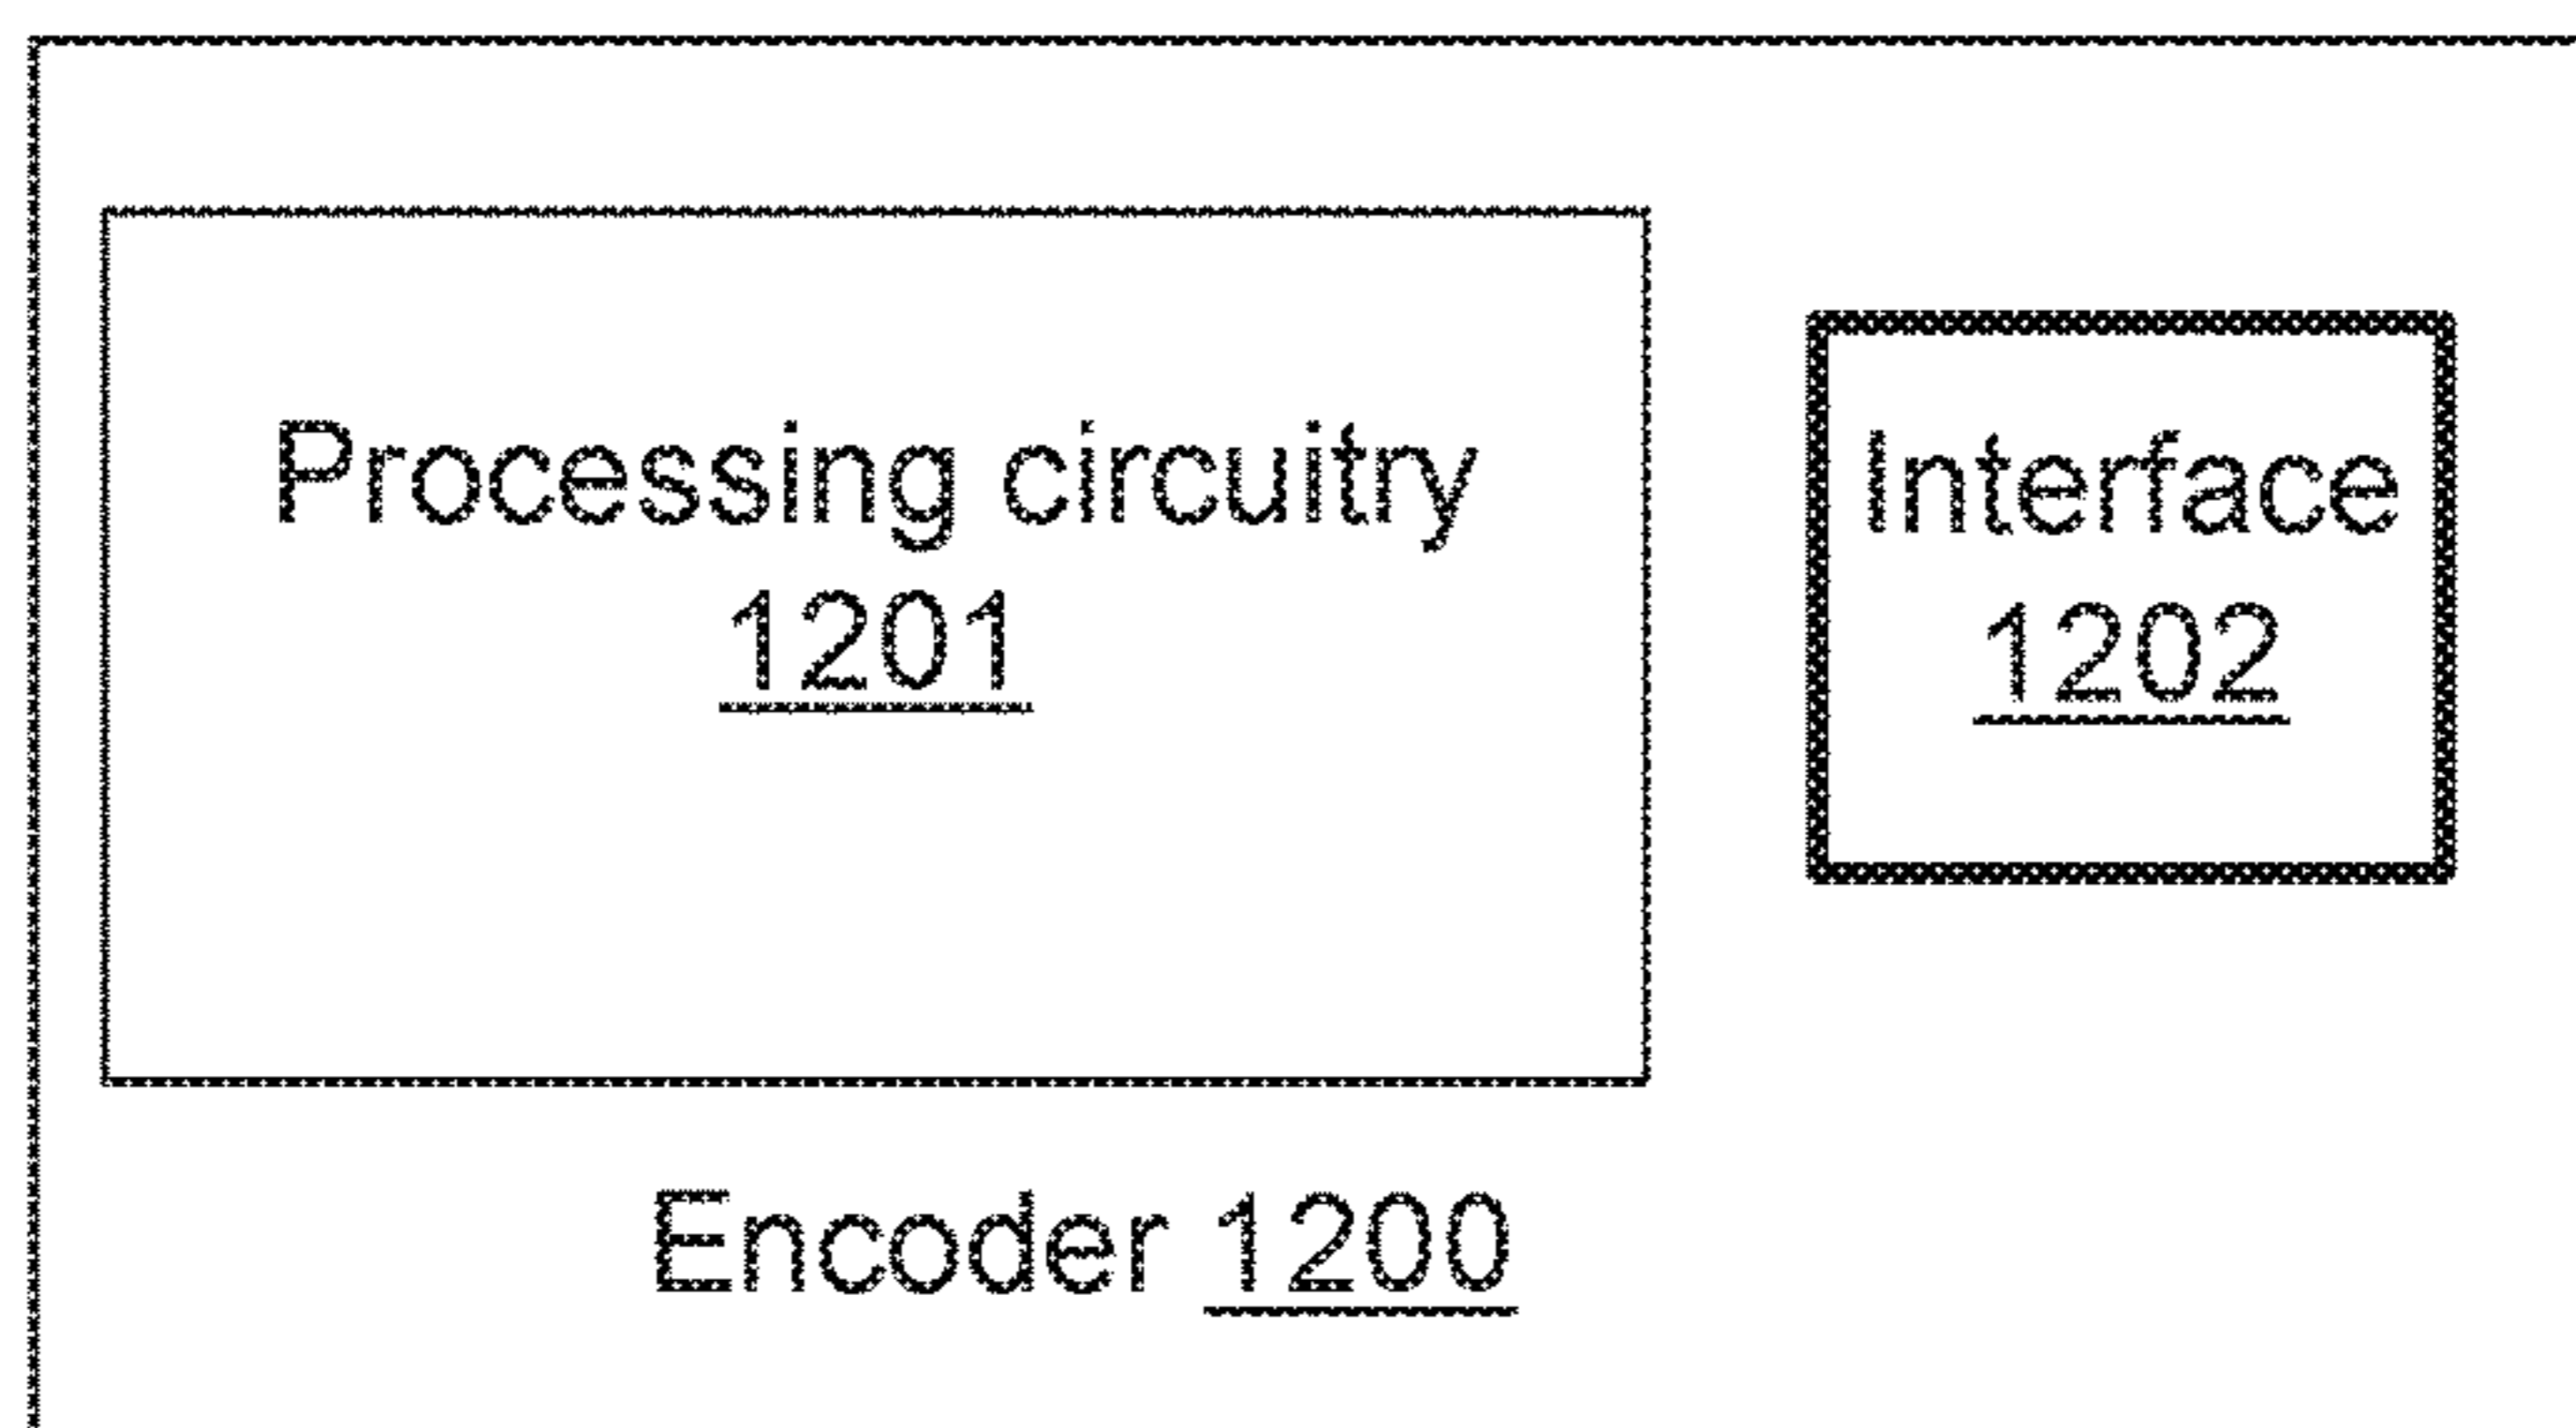 Processing circuitry
1201
Interface
1202
Encoder 1200